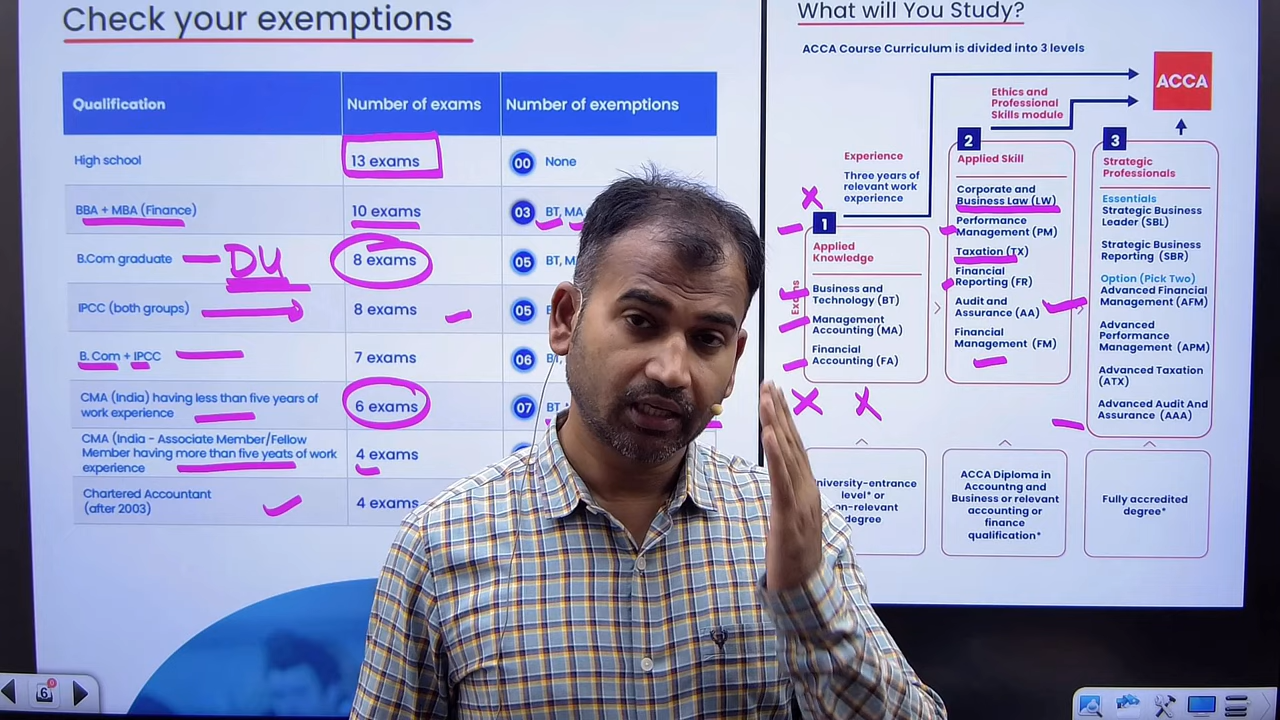 Check your exemptions
Qualification
Number of exams
Number of exemptions
High school
13 exams
00
None
BBA + MBA (Finance)
10 exams
03
BT, MA
B.Com graduate
DU
8 exams
05
BT,
IPCC (both groups)
8 exams
05
B. Com + IPCC
7 exams
06
BT,
CMA (India) having less than five years of
work experience
6 exams
07
BT
CMA (India - Associate Member/Fellow
Member having more than five yeats of work
experience
4 exams
Chartered Accountant
(after 2003)
4 exams
What will You Study?
ACCA Course Curriculum is divided into 3 levels
ACCA
Ethics and
Professional
Skills module
Experience
Three years of
relevant work
experience
Exams
1
Applied
Knowledge
Business and
Technology (BT)
Management
Accounting (MA)
Financial
Accounting (FA)
2
Applied Skill
Corporate and
Business Law (LW)
Performance
Management (PM)
Taxation (TX)
Financial
Reporting (FR)
Audit and
Assurance (AA)
Financial
Management (FM)
3
Strategic
Professionals
Essentials
Strategic Business
Leader (SBL)
Strategic Business
Reporting (SBR)
Option (Pick Two)
Advanced Financial
Management (AFM)
Advanced
Performance
Management (APM)
Advanced Taxation
(ATX)
Advanced Audit And
Assurance (AAA)
level* or
degree
ACCA Diploma in
Accountng and
Business or relevant
accounting or
finance
qualification*
Fully accredited
degree*
6